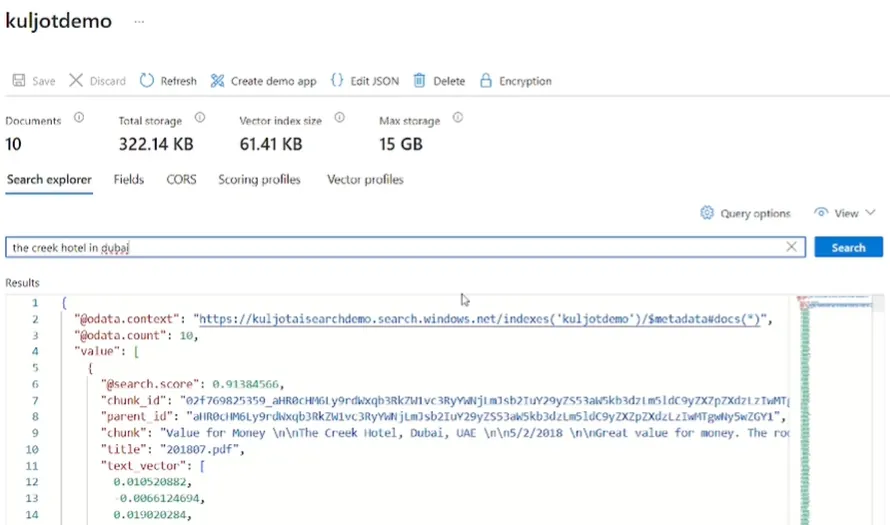 kuljotdemo ...
Save Discard Refresh Create demo app Edit JSON Delete Encryption
Documents Total storage Vector index size Max storage
10 322.14 KB 61.41 KB 15 GB
Search explorer Fields CORS Scoring profiles Vector profiles
Query options View
the creek hotel in dubai Search
Results
1 {
2 "@odata.context": "https://kuljotaisearchdemo.search.windows.net/indexes('kuljotdemo')/$metadata#docs(*)",
3 "@odata.count": 10,
4 "value": [
5 {
6 "@search.score": 0.91384566,
7 "chunk_id":
8 "parent_id":
9 "chunk": "Value for Money \n\nThe Creek Hotel, Dubai, UAE \n\n5/2/2018 \n\nGreat value for money. The roo
10 "title": "201807.pdf",
11 "text_vector": [
12 0.010520882,
13 -0.0066124694,
14 0.019020284,